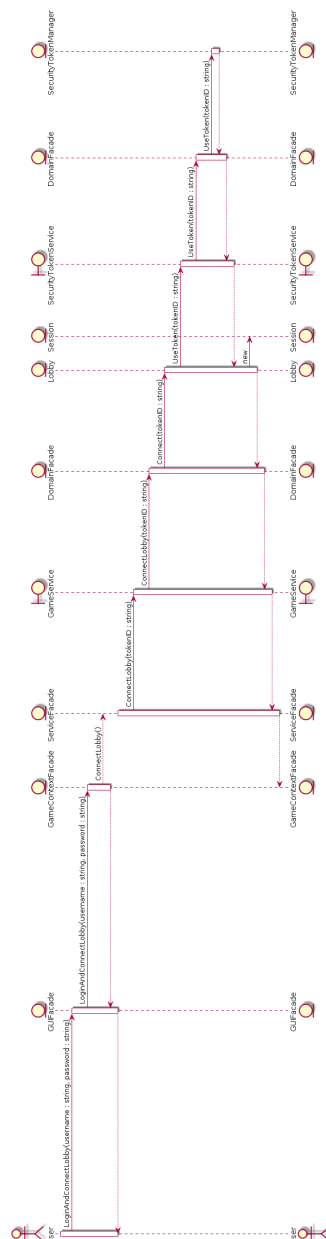 ser
GUIFacade
GameContextFacade
ServiceFacade
GameService
DomainFacade
Lobby
Session
SecurityTokenService
DomainFacade
SecurityTokenManager
LoginAndConnectLobby(username : string, password : string)
LoginAndConnectLobby(username : string, password : string)
ConnectLobby()
ConnectLobby(tokenID : string)
ConnectLobby(tokenID : string)
Connect(tokenID : string)
UseToken(tokenID : string)
UseToken(tokenID : string)
UseToken(tokenID : string)
new
ser
GUIFacade
GameContextFacade
ServiceFacade
GameService
DomainFacade
Lobby
Session
SecurityTokenService
DomainFacade
SecurityTokenManager